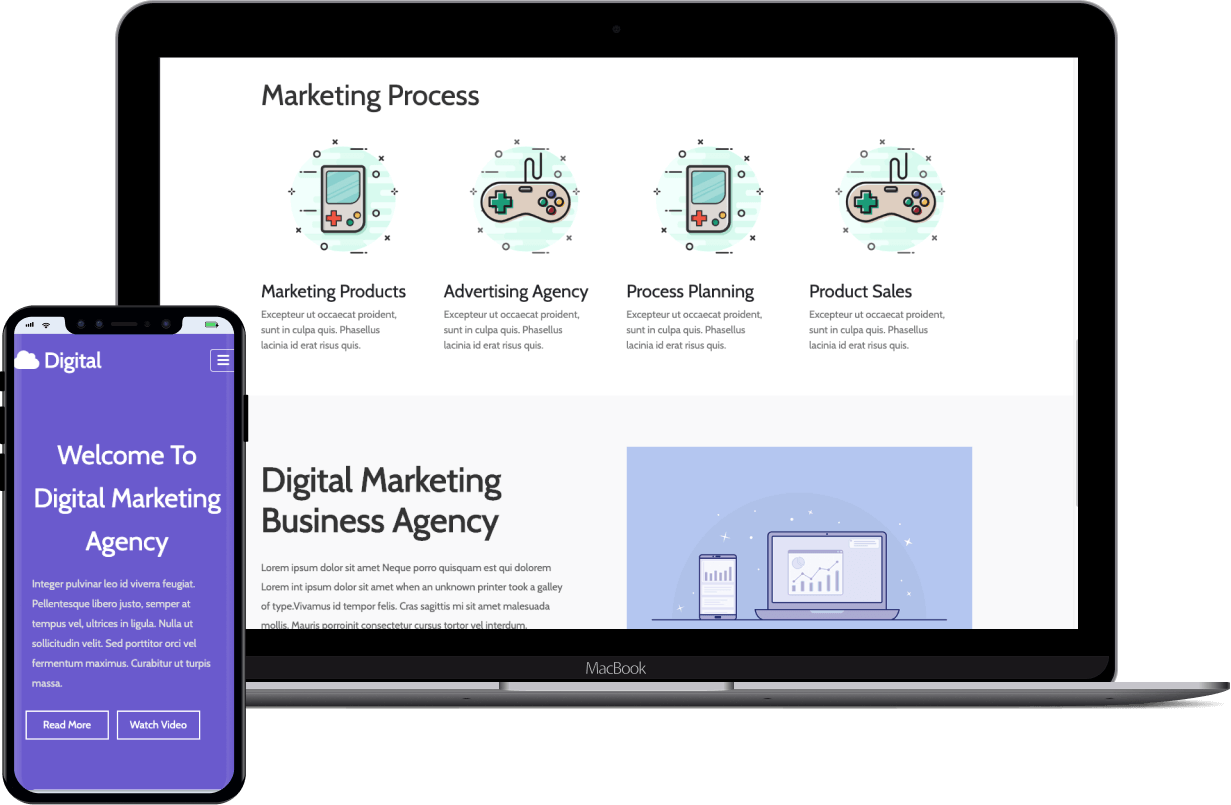 Marketing Process
Marketing Products
Excepteur ut occaecat proident,
sunt in culpa quis. Phasellus
lacinia id erat risus quis.
Advertising Agency
Excepteur ut occaecat proident,
sunt in culpa quis. Phasellus
lacinia id erat risus quis.
Process Planning
Excepteur ut occaecat proident,
sunt in culpa quis. Phasellus
lacinia id erat risus quis.
Product Sales
Excepteur ut occaecat proident,
sunt in culpa quis. Phasellus
lacinia id erat risus quis.
Digital Marketing
Business Agency
Lorem ipsum dolor sit amet Neque porro quisquam est qui dolorem
Lorem int ipsum dolor sit amet when an unknown printer took a galley
of type.Vivamus id tempor felis. Cras sagittis mi sit amet malesuada
mollis. Mauris porroinit consectetur cursus tortor vel interdum.
MacBook
Digital
Welcome To
Digital Marketing
Agency
Integer pulvinar leo id viverra feugiat.
Pellentesque libero justo, semper at
tempus vel, ultrices in ligula. Nulla ut
sollicitudin velit. Sed porttitor orci vel
fermentum maximus. Curabitur ut turpis
massa.
Read More
Watch Video